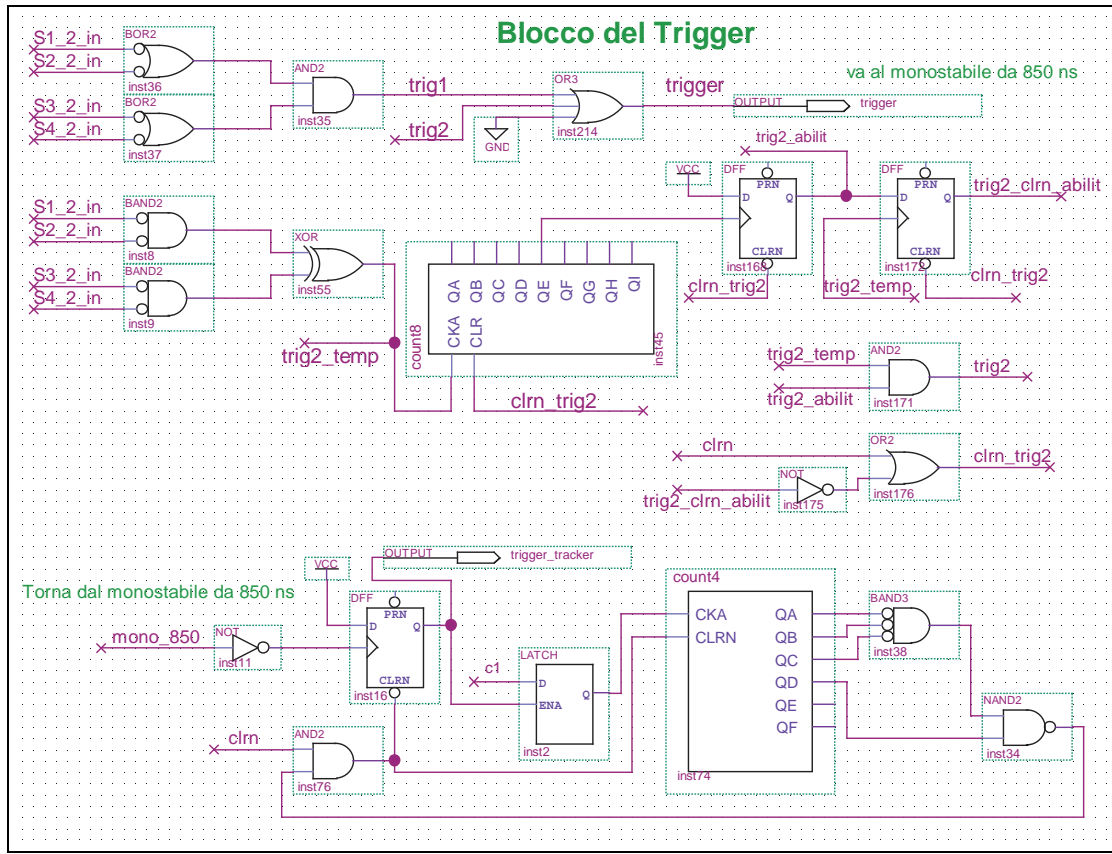 Blocco del Trigger
S1_2_in
S2_2_in
BOR2
inst36
S3_2_in
S4_2_in
BOR2
inst37
AND2
inst35
trig1
trig2
GND
OR3
inst214
trigger
va al monostabile da 850 ns
OUTPUT
trigger
S1_2_in
S2_2_in
BAND2
inst8
S3_2_in
S4_2_in
BAND2
inst9
XOR
inst55
trig2_temp
count8
QA
QB
QC
QD
QE
QF
QG
QH
QI
CKA
CLR
inst45
clrn_trig2
trig2_abilit
VCC
DFF
PRN
D
Q
CLRN
inst168
clrn_trig2
DFF
PRN
D
Q
CLRN
inst172
trig2_temp
clrn_trig2
trig2_clrn_abilit
trig2_temp
trig2_abilit
AND2
inst171
trig2
clrn
trig2_clrn_abilit
NOT
inst175
OR2
inst176
clrn_trig2
Torna dal monostabile da 850 ns
mono_850
NOT
inst11
VCC
DFF
PRN
D
Q
CLRN
inst16
OUTPUT
trigger_tracker
clrn
AND2
inst76
c1
LATCH
D
Q
ENA
inst2
count4
CKA
CLRN
QA
QB
QC
QD
QE
QF
inst74
BAND3
inst38
NAND2
inst34